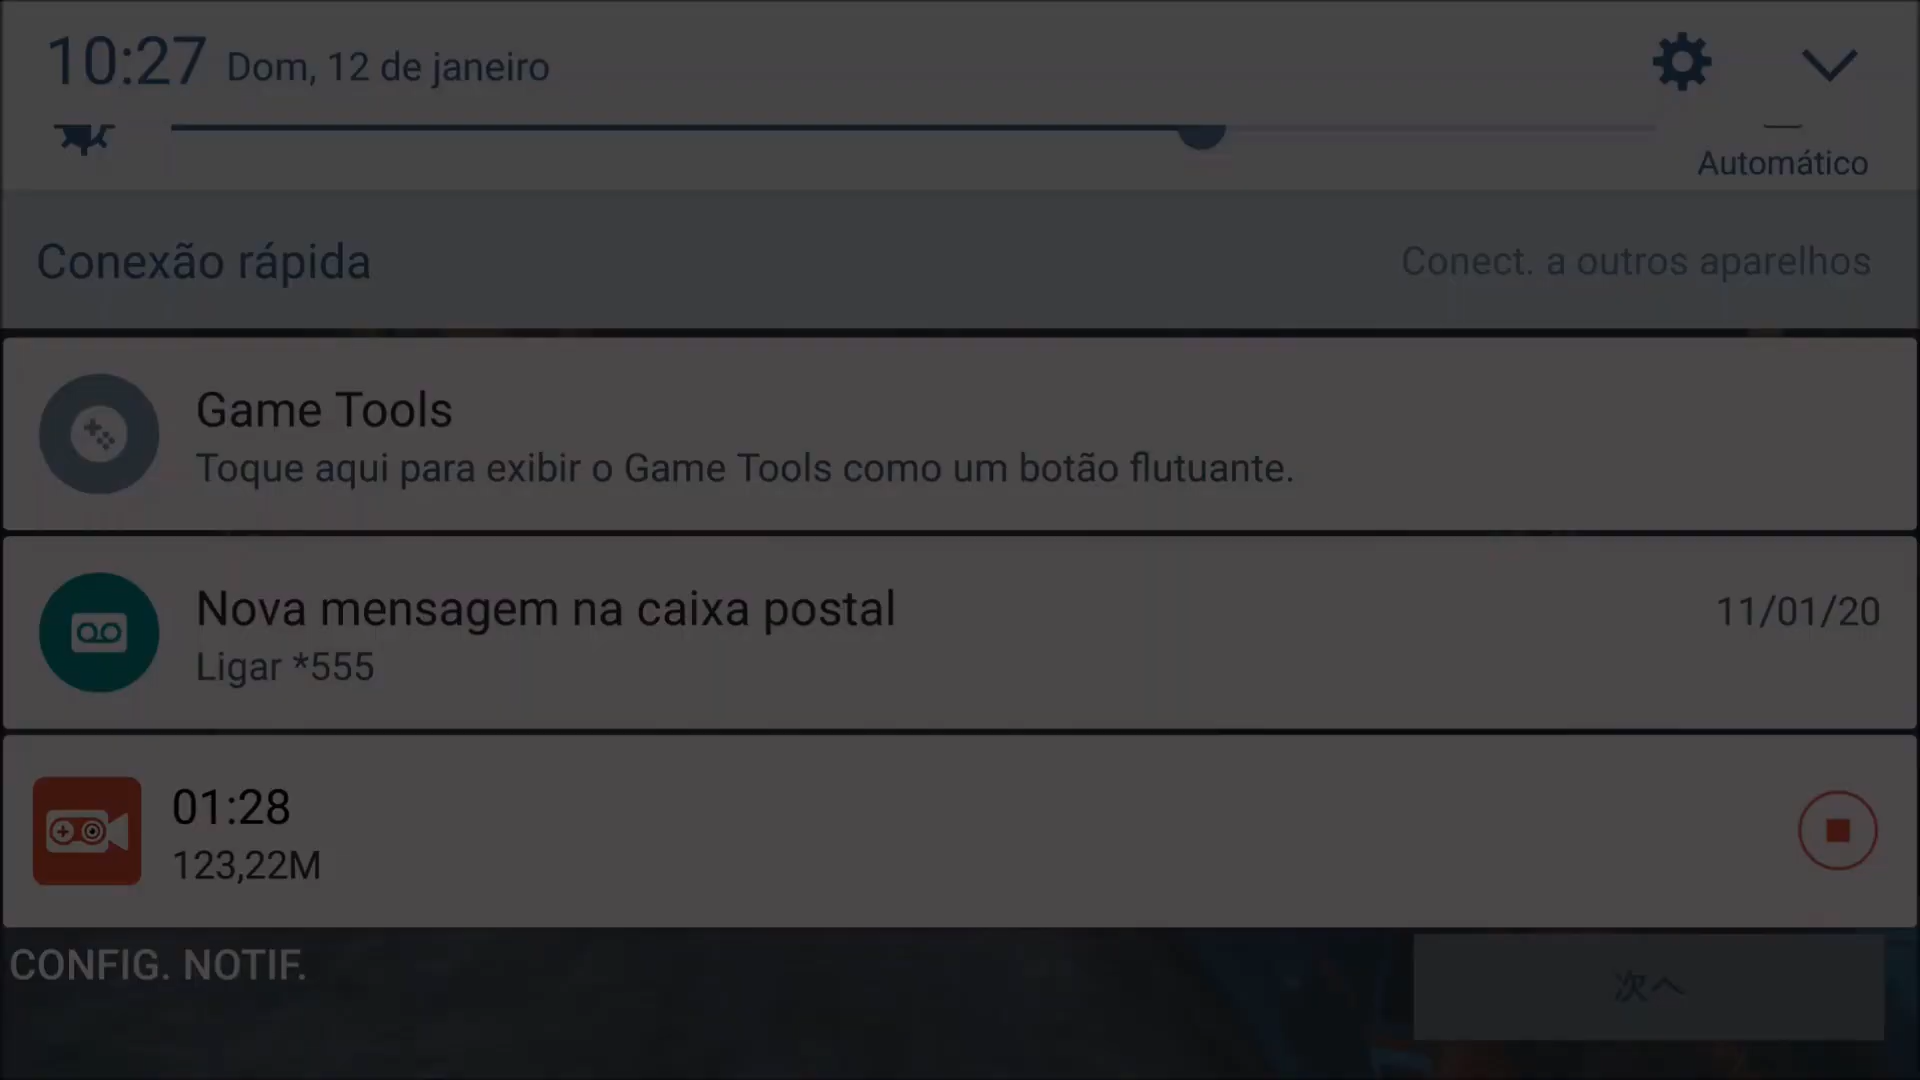 10:27 Dom, 12 de janeiro
Automático
Conexão rápida Conect. a outros aparelhos
Game Tools
Toque aqui para exibir o Game Tools como um botão flutuante.
Nova mensagem na caixa postal 11/01/20
Ligar *555
01:28
123,22M
CONFIG. NOTIF.
次へ